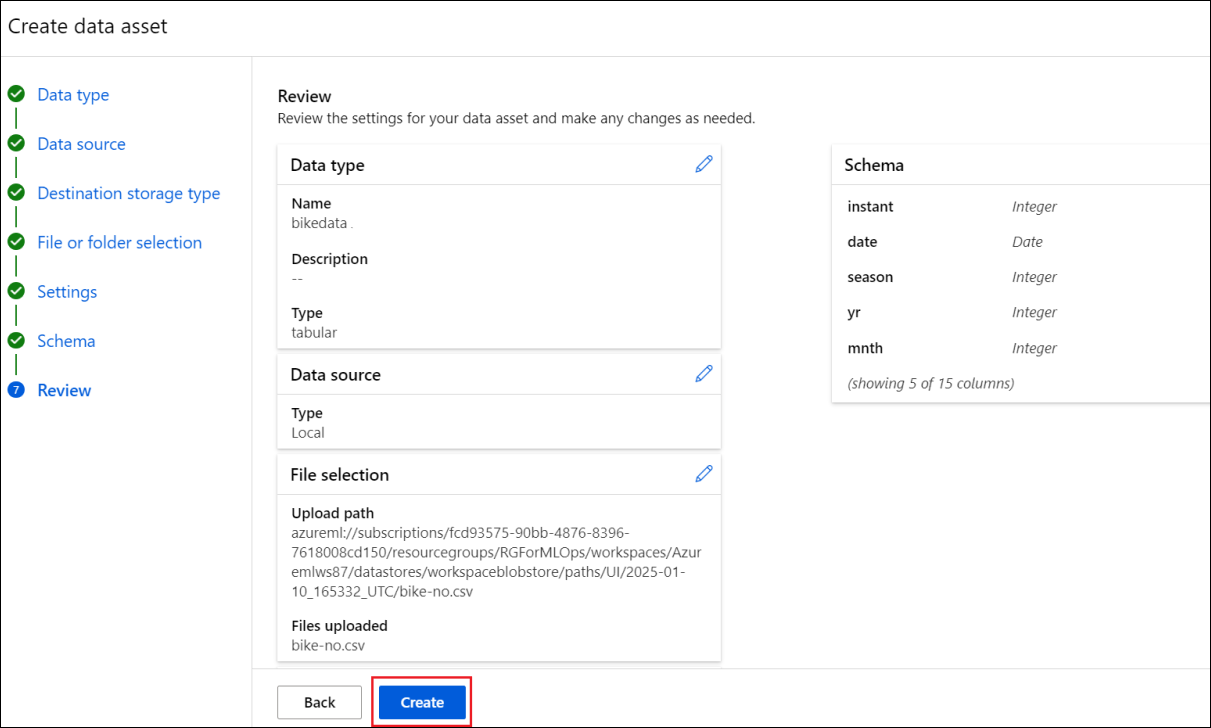 Create data asset
Data type
Data source
Destination storage type
File or folder selection
Settings
Schema
7 Review
Review
Review the settings for your data asset and make any changes as needed.
Data type
Name
bikedata .
Description
--
Type
tabular
Data source
Type
Local
File selection
Upload path
azureml://subscriptions/fcd93575-90bb-4876-8396-
7618008cd150/resourcegroups/RGForMLOps/workspaces/Azur
emlws87/datastores/workspaceblobstore/paths/UI/2025-01-
10_165332_UTC/bike-no.csv
Files uploaded
bike-no.csv
Schema
instant Integer
date Date
season Integer
yr Integer
mnth Integer
(showing 5 of 15 columns)
Back Create